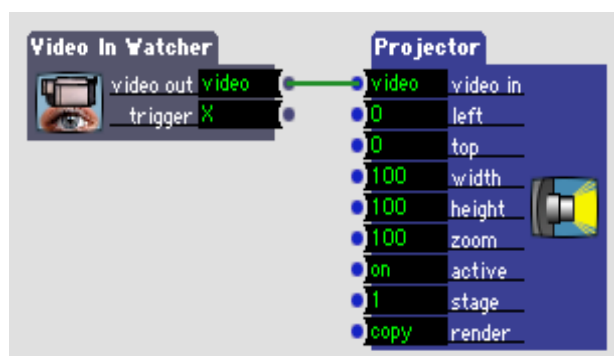 Video In Watcher
video out video
trigger X
Projector
video video in
0 left
0 top
100 width
100 height
100 zoom
on active
1 stage
copy render